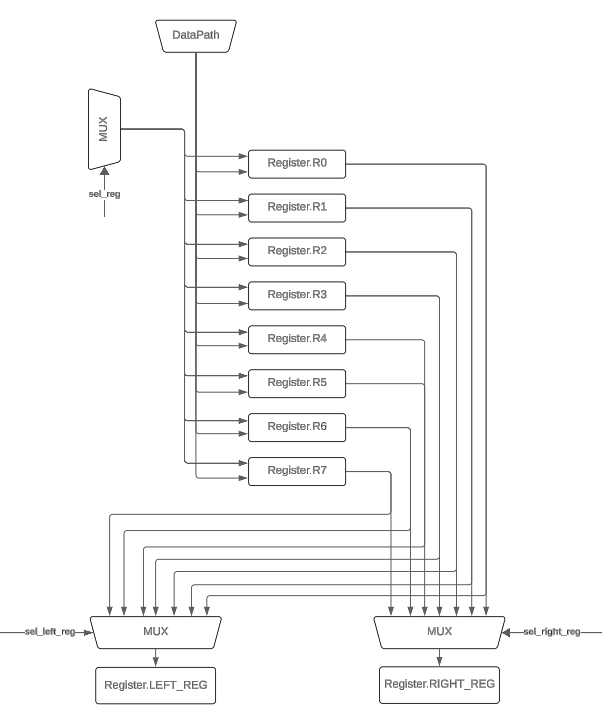 DataPath
MUX
sel_reg
Register.R0
Register.R1
Register.R2
Register.R3
Register.R4
Register.R5
Register.R6
Register.R7
sel_left_reg
MUX
MUX
sel_right_reg
Register.LEFT_REG
Register.RIGHT_REG